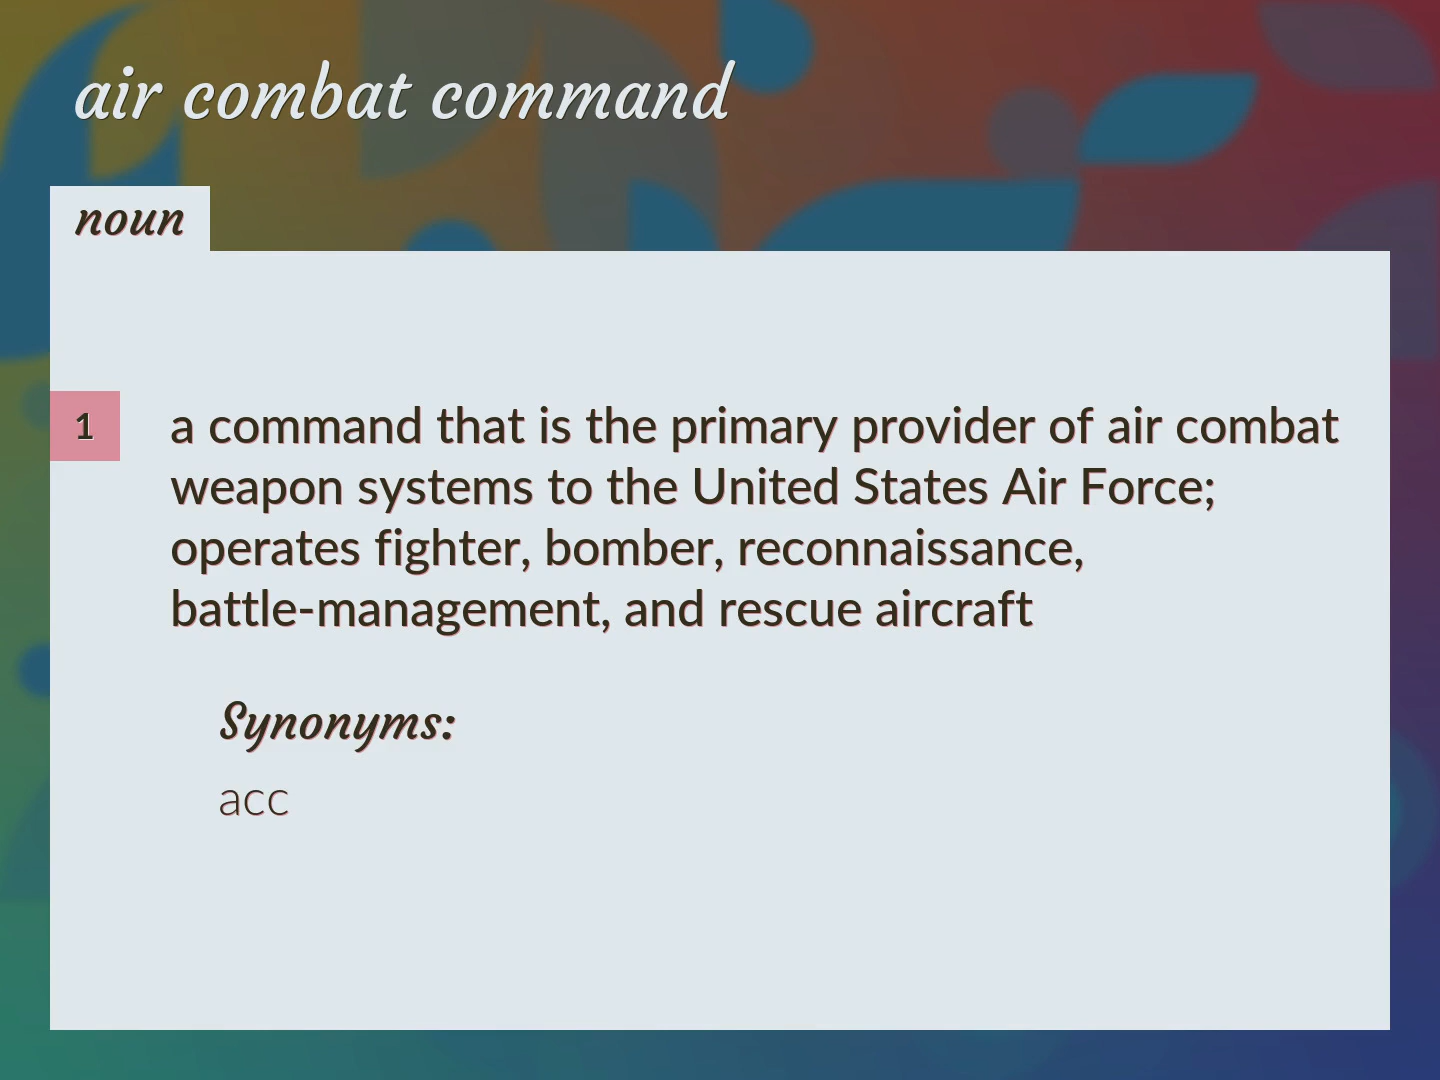 air combat command
noun
1
a command that is the primary provider of air combat
weapon systems to the United States Air Force;
operates fighter, bomber, reconnaissance,
battle-management, and rescue aircraft
Synonyms:
acc